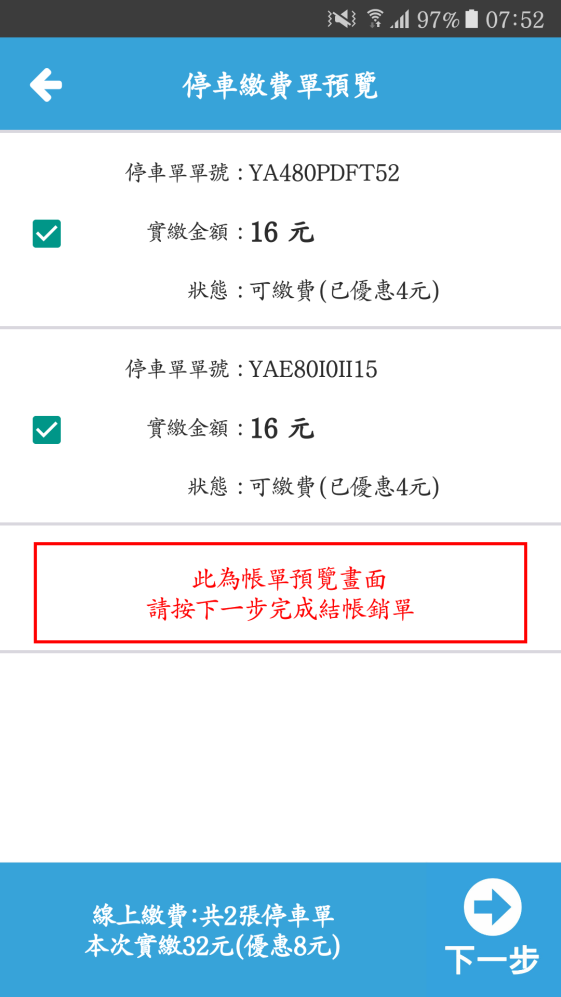 97% 07:52
停車繳費單預覽
停車單單號：YA480PDFT52
實繳金額：16 元
狀態：可繳費(已優惠4元)
停車單單號：YAE80I0II15
實繳金額：16 元
狀態：可繳費(已優惠4元)
此為帳單預覽畫面
請按下一步完成結帳銷單
線上繳費:共2張停車單
本次實繳32元(優惠8元)
下一步